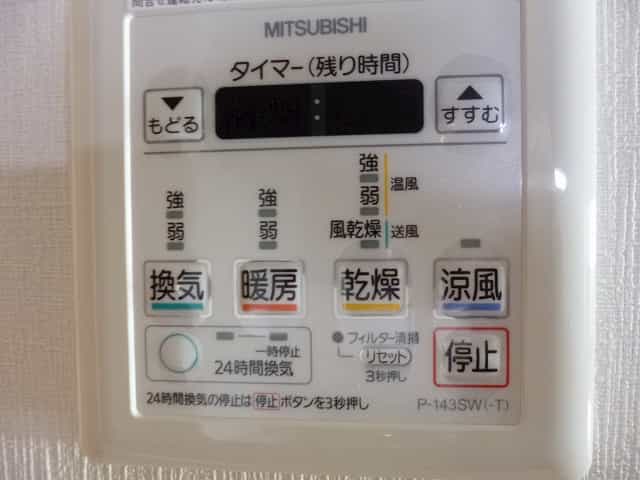 MITSUBISHI
タイマー(残り時間)
▼ ▲
もどる : すすむ
強
強 強 弱 温風
弱 弱 風乾燥 送風
換気 暖房 乾燥 涼風
一時停止
24時間換気
フィルター清掃
リセット
3秒押し
停止
24時間換気の停止は 停止 ボタンを3秒押し
P-143SW(-T)